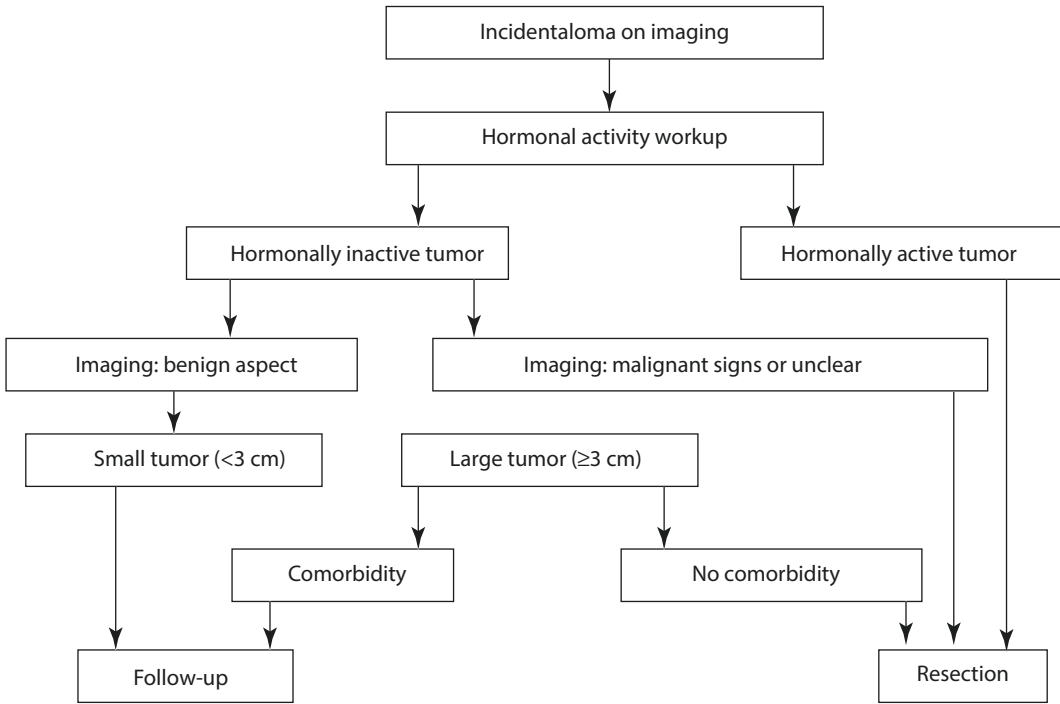 Incidentaloma on imaging
Hormonal activity workup
Hormonally inactive tumor
Hormonally active tumor
Imaging: benign aspect
Imaging: malignant signs or unclear
Small tumor (<3 cm)
Large tumor (≥3 cm)
Comorbidity
No comorbidity
Follow-up
Resection